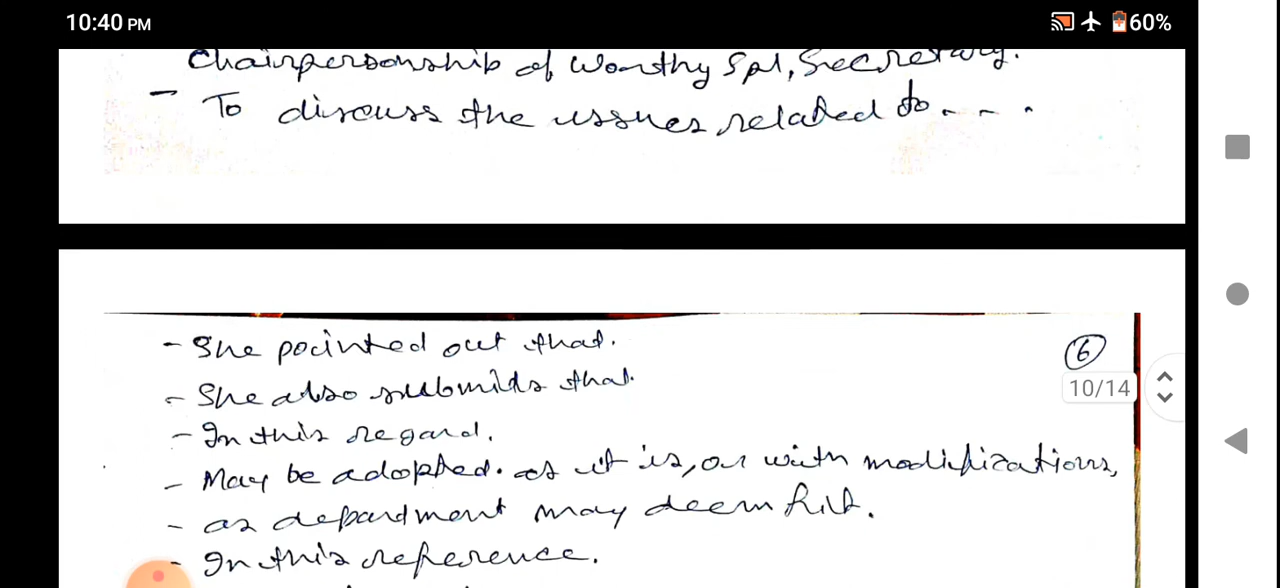 10:40 PM
60%
Chairpersonship of Worthy Spl, Secretary.
- To discuss the issues related to - - - .
- She pointed out that.
6
- She also submits that.
10/14
- In this regard.
- May be adopted. as it is, or with modifications,
- as department may deem fit.
- In this reference.